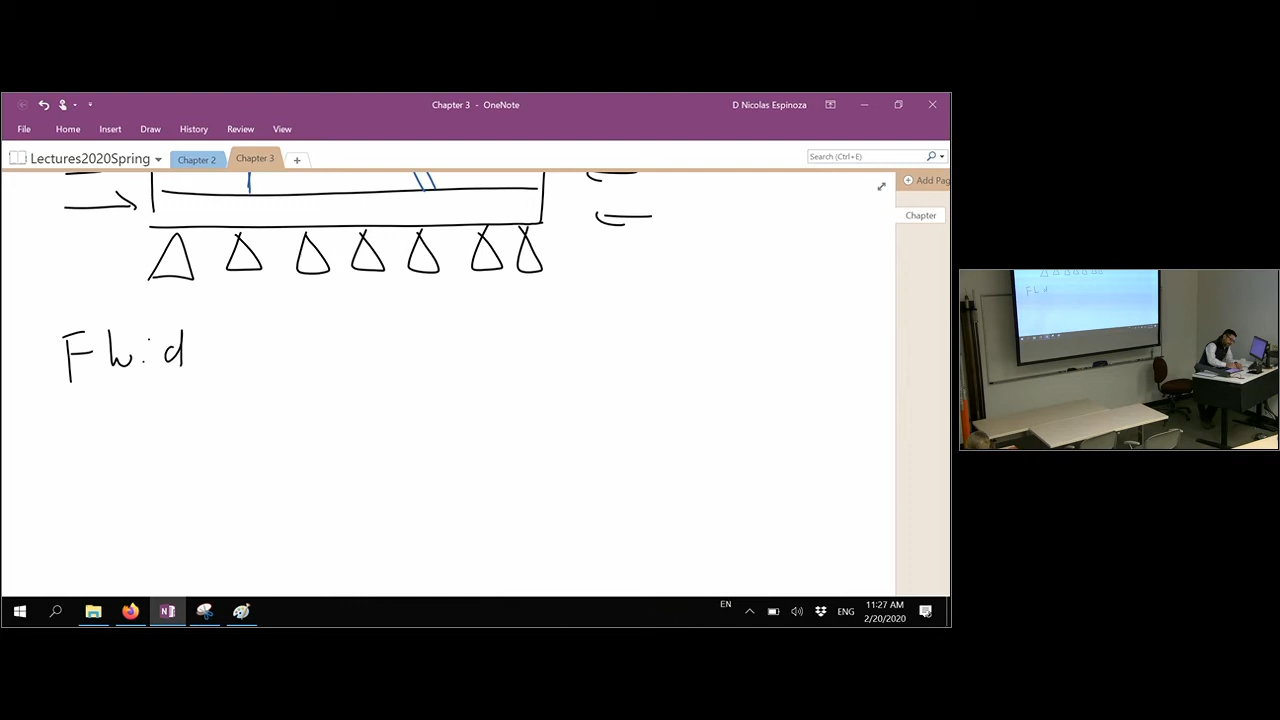 Chapter 3 - OneNote
D Nicolas Espinoza
File Home Insert Draw History Review View
Lectures2020Spring Chapter 2 Chapter 3
Search (Ctrl+E)
Add Pag
Chapter
Fluid
EN
ENG
11:27 AM
2/20/2020